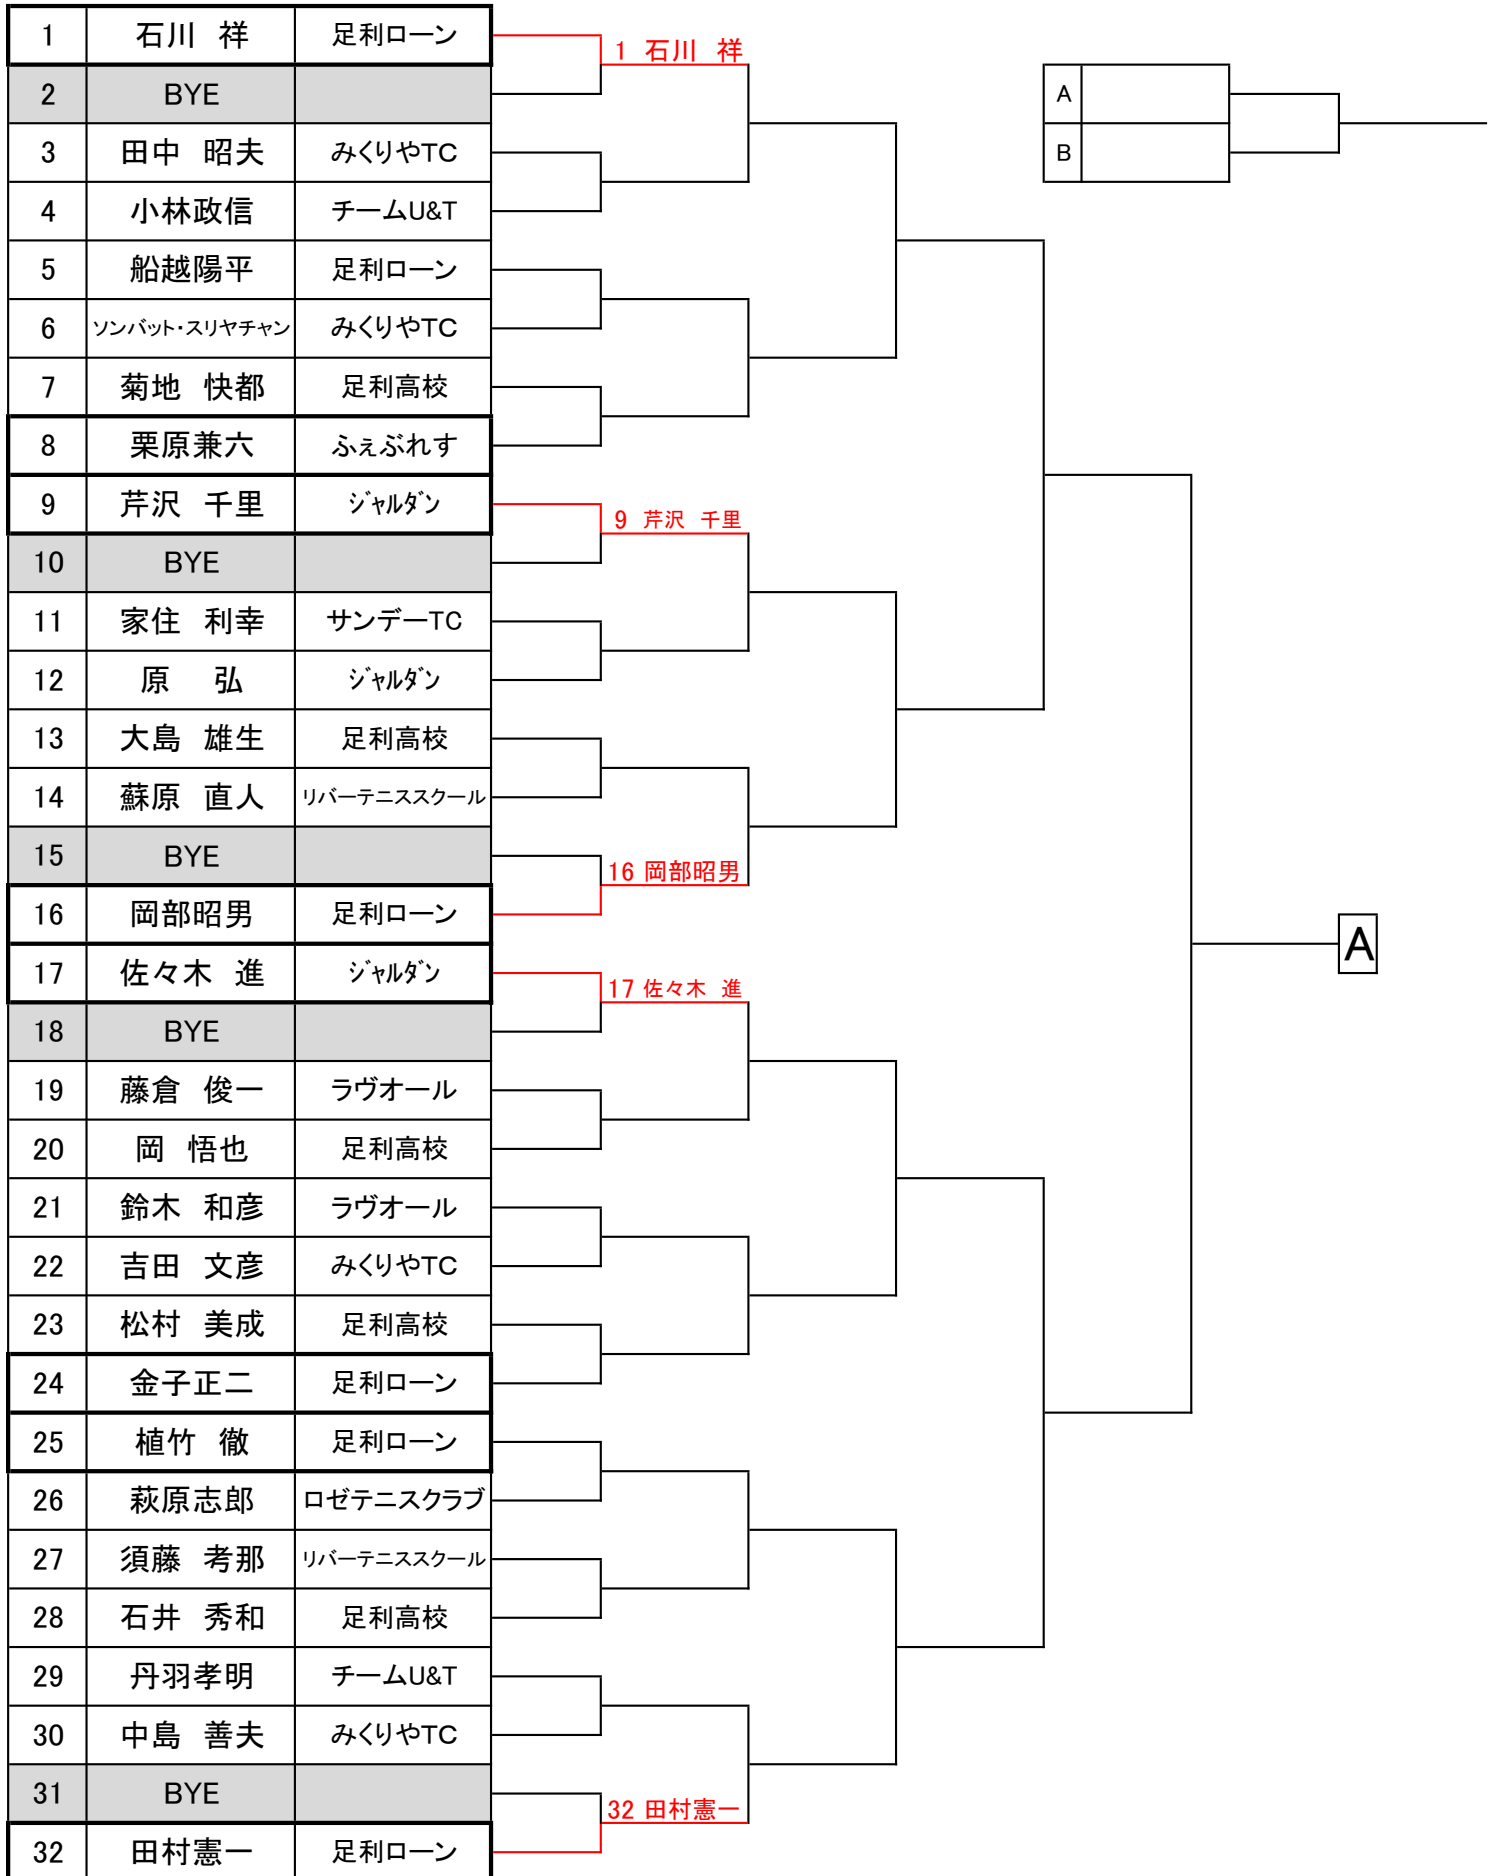 1 石川 祥 足利ローン
1 石川 祥
2 BYE
A
3 田中 昭夫 みくりやTC
B
4 小林政信 チームU&T
5 船越陽平 足利ローン
6 ソンバット・スリヤチャン みくりやTC
7 菊地 快都 足利高校
8 栗原兼六 ふぇぶれす
9 芹沢 千里 ジャルダン
9 芹沢 千里
10 BYE
11 家住 利幸 サンデーTC
12 原 弘 ジャルダン
13 大島 雄生 足利高校
14 蘇原 直人 リバーテニススクール
15 BYE
16 岡部昭男
16 岡部昭男 足利ローン
A
17 佐々木 進 ジャルダン
17 佐々木 進
18 BYE
19 藤倉 俊一 ラヴオール
20 岡 悟也 足利高校
21 鈴木 和彦 ラヴオール
22 吉田 文彦 みくりやTC
23 松村 美成 足利高校
24 金子正二 足利ローン
25 植竹 徹 足利ローン
26 萩原志郎 ロゼテニスクラブ
27 須藤 考那 リバーテニススクール
28 石井 秀和 足利高校
29 丹羽孝明 チームU&T
30 中島 善夫 みくりやTC
31 BYE
32 田村憲一
32 田村憲一 足利ローン